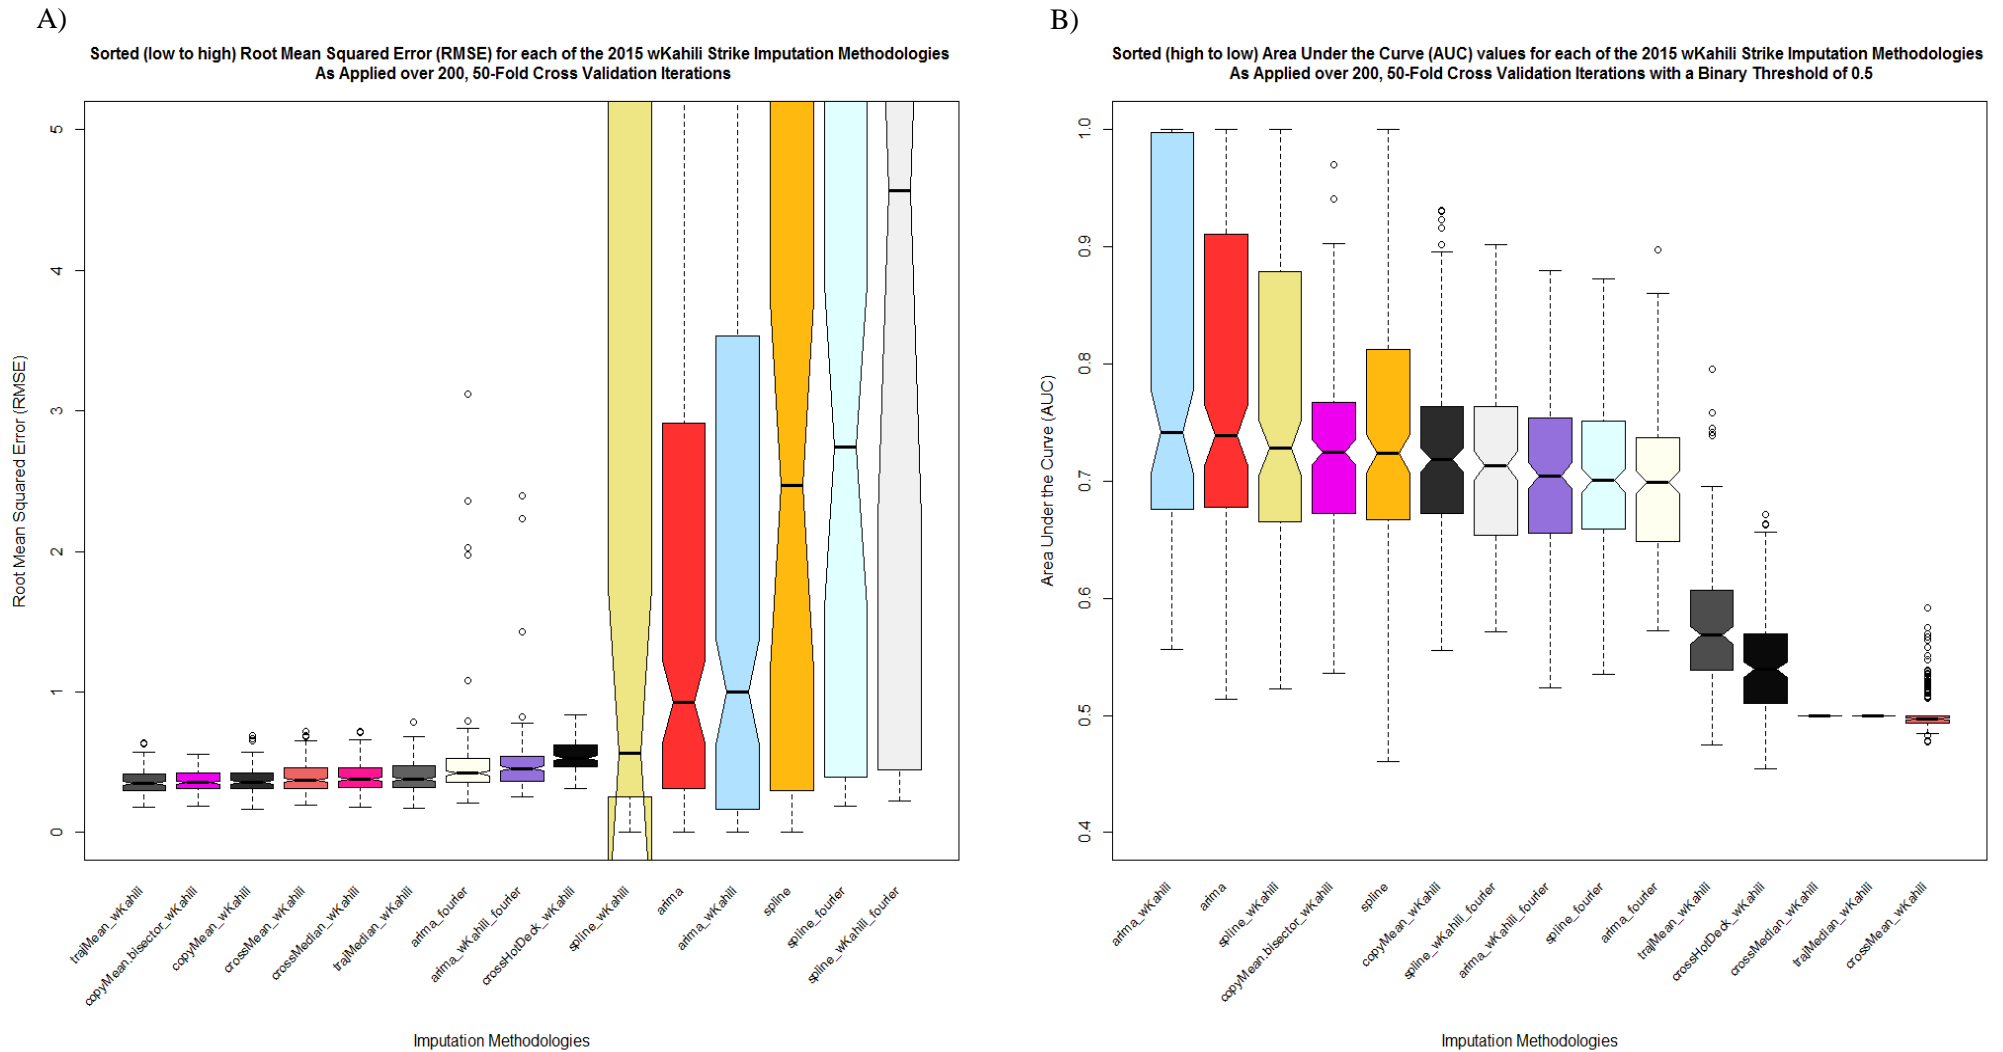 A)
Sorted (low to high) Root Mean Squared Error (RMSE) for each of the 2015 wKahili Strike Imputation Methodologies
As Applied over 200, 50-Fold Cross Validation Iterations
Root Mean Squared Error (RMSE)
5
4
3
2
1
0
trajMean_wKahili
copyMean.bisector_wKahili
copyMean_wKahili
crossMean_wKahili
crossMedian_wKahili
trajMedian_wKahili
arima_fourier
arima_wKahili_fourier
crossHotDeck_wKahili
spline_wKahili
arima
arima_wKahili
spline
spline_fourier
spline_wKahili_fourier
Imputation Methodologies
B)
Sorted (high to low) Area Under the Curve (AUC) values for each of the 2015 wKahili Strike Imputation Methodologies
As Applied over 200, 50-Fold Cross Validation Iterations with a Binary Threshold of 0.5
Area Under the Curve (AUC)
1.0
0.9
0.8
0.7
0.6
0.5
0.4
arima_wKahili
arima
spline_wKahili
copyMean.bisector_wKahili
spline
copyMean_wKahili
spline_wKahili_fourier
arima_wKahili_fourier
spline_fourier
arima_fourier
trajMean_wKahili
crossHotDeck_wKahili
crossMedian_wKahili
trajMedian_wKahili
crossMean_wKahili
Imputation Methodologies